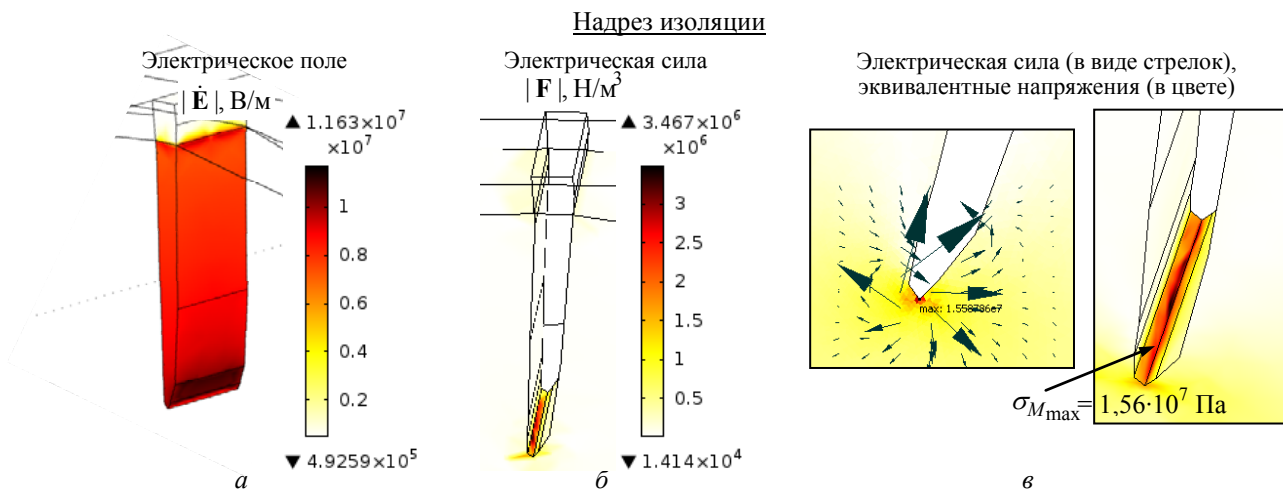 Надрез изоляции
Электрическое поле
| Ė |, В/м
▲ 1.163×10⁷
×10⁷
1
0.8
0.6
0.4
0.2
▼ 4.9259×10⁵
а
Электрическая сила
| F |, Н/м³
▲ 3.467×10⁶
×10⁶
3
2.5
2
1.5
1
0.5
▼ 1.414×10⁴
б
Электрическая сила (в виде стрелок),
эквивалентные напряжения (в цвете)
max: 1.558786e7
σMmax= 1,56·10⁷ Па
в